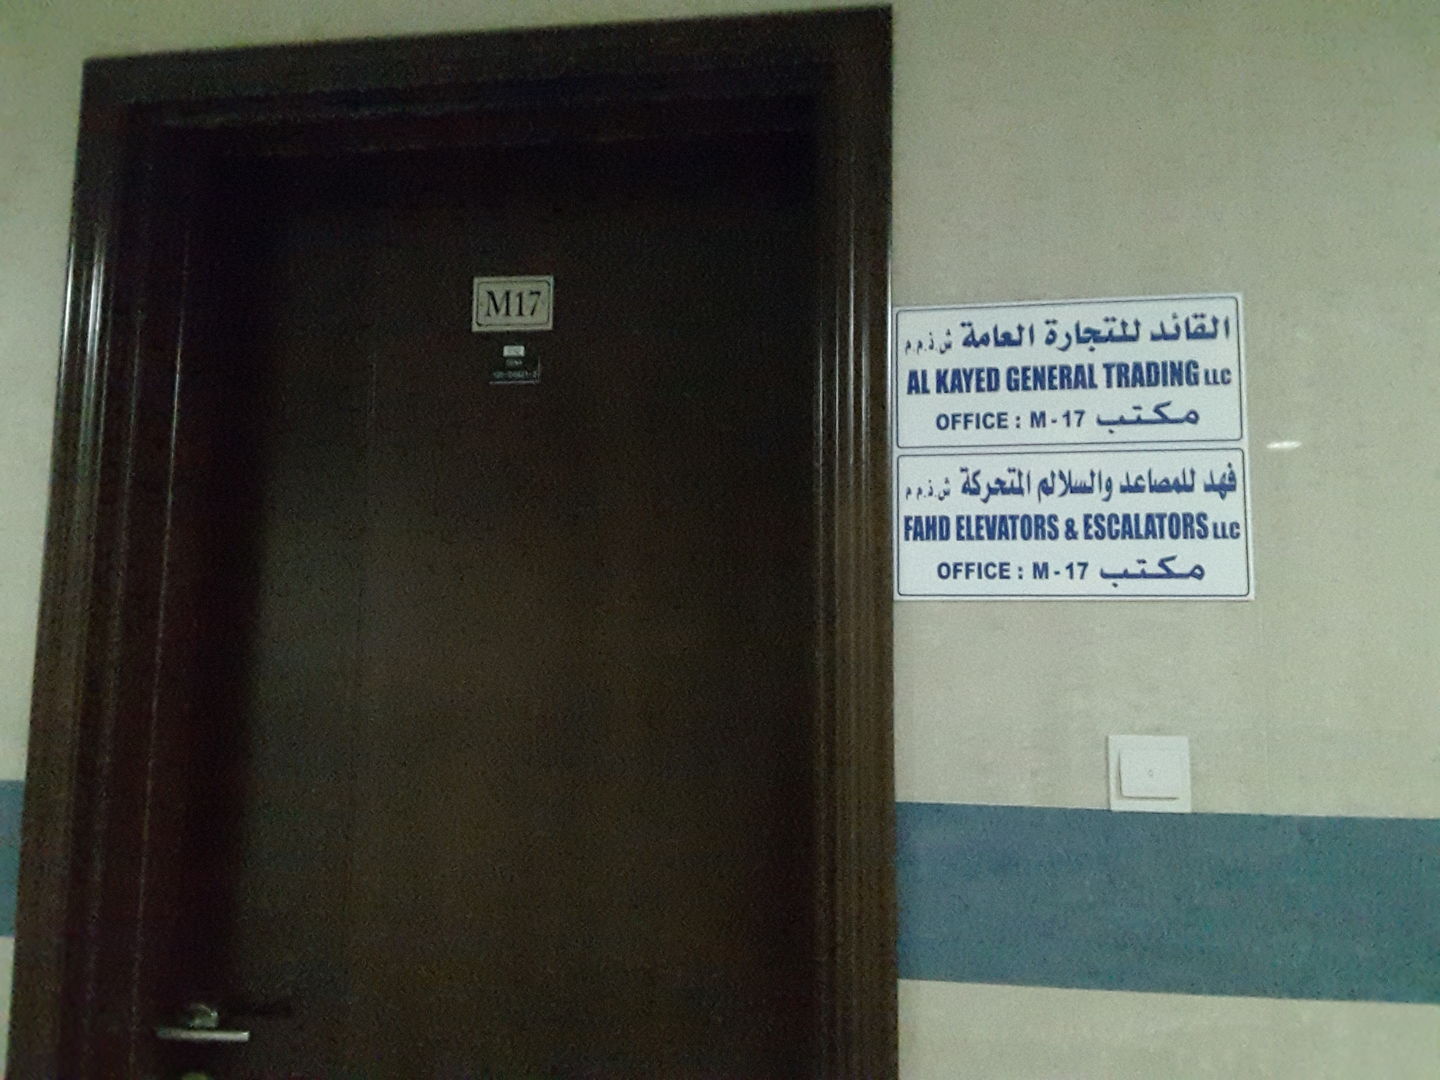 M17
القائد للتجارة العامة ش.ذ.م.م
AL KAYED GENERAL TRADING LLC
OFFICE : M - 17 مكتب
فهد للمصاعد والسلالم المتحركة ش.ذ.م.م
FAHD ELEVATORS & ESCALATORS LLC
OFFICE : M - 17 مكتب